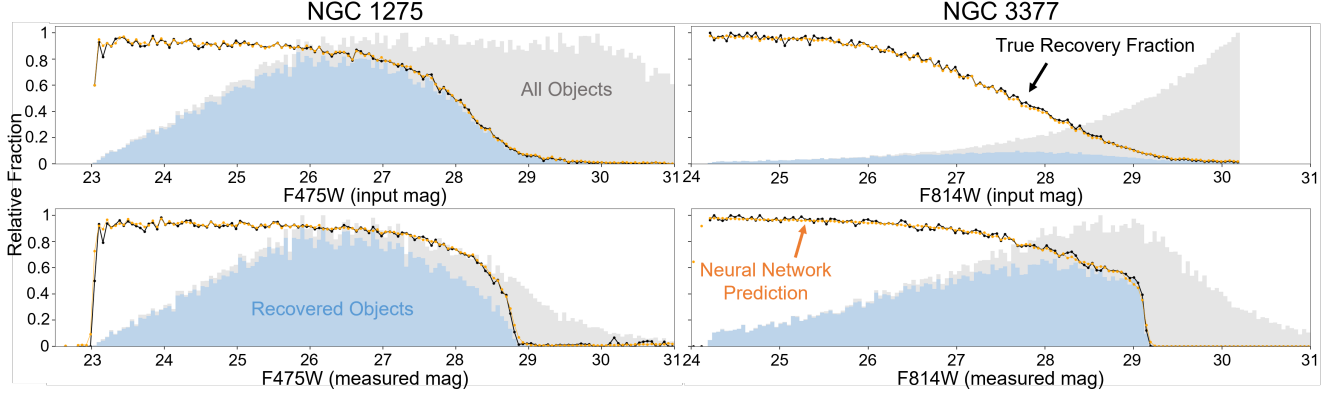 NGC 1275
NGC 3377
Relative Fraction
1
0.8
0.6
0.4
0.2
0
All Objects
True Recovery Fraction
23 24 25 26 27 28 29 30 31
F475W (input mag)
24 25 26 27 28 29 30
F814W (input mag)
1
0.8
0.6
0.4
0.2
0
Recovered Objects
Neural Network
Prediction
23 24 25 26 27 28 29 30 31
F475W (measured mag)
24 25 26 27 28 29 30 31
F814W (measured mag)